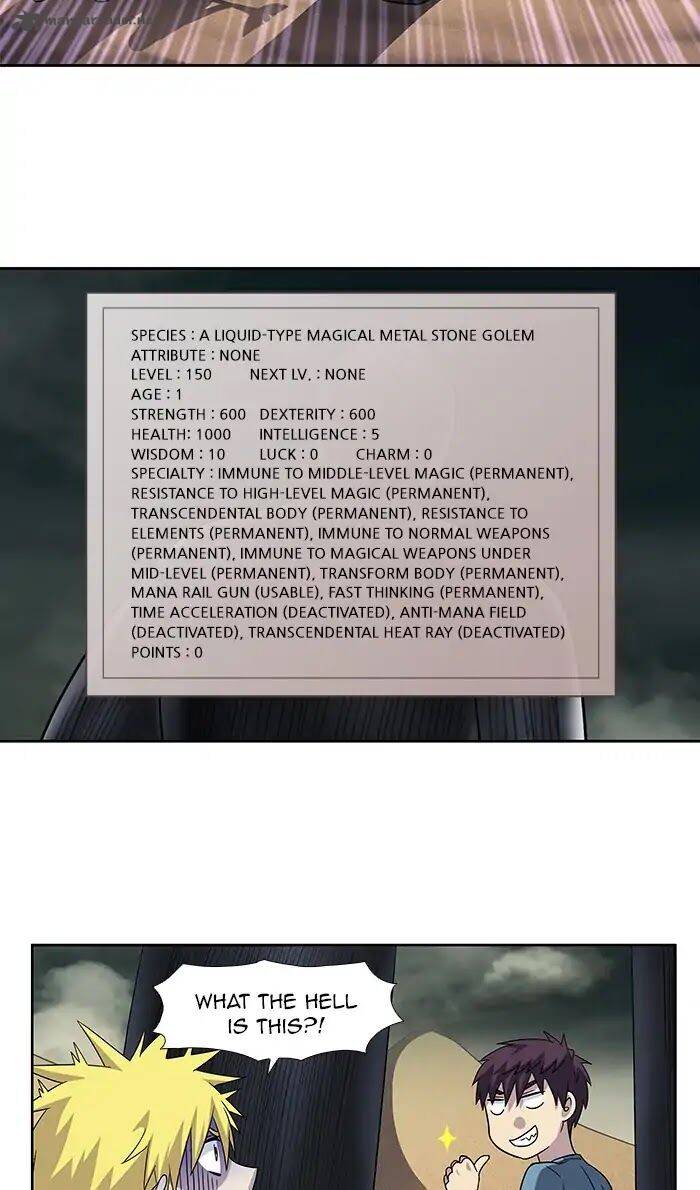 mangareader.net
SPECIES : A LIQUID-TYPE MAGICAL METAL STONE GOLEM
ATTRIBUTE : NONE
LEVEL : 150 NEXT LV. : NONE
AGE : 1
STRENGTH : 600 DEXTERITY : 600
HEALTH: 1000 INTELLIGENCE : 5
WISDOM : 10 LUCK : 0 CHARM : 0
SPECIALTY : IMMUNE TO MIDDLE-LEVEL MAGIC (PERMANENT),
RESISTANCE TO HIGH-LEVEL MAGIC (PERMANENT),
TRANSCENDENTAL BODY (PERMANENT), RESISTANCE TO
ELEMENTS (PERMANENT), IMMUNE TO NORMAL WEAPONS
(PERMANENT), IMMUNE TO MAGICAL WEAPONS UNDER
MID-LEVEL (PERMANENT), TRANSFORM BODY (PERMANENT),
MANA RAIL GUN (USABLE), FAST THINKING (PERMANENT),
TIME ACCELERATION (DEACTIVATED), ANTI-MANA FIELD
(DEACTIVATED), TRANSCENDENTAL HEAT RAY (DEACTIVATED)
POINTS : 0
WHAT THE HELL
IS THIS?!